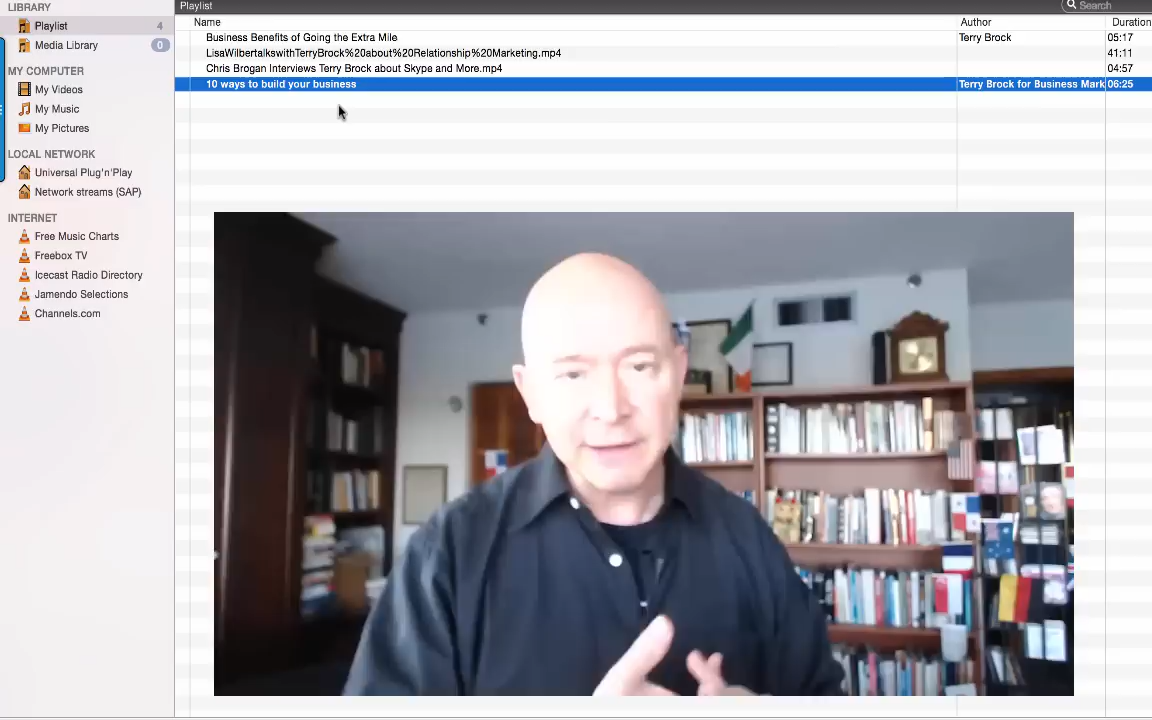 LIBRARY
Playlist 4
Media Library 0
MY COMPUTER
My Videos
My Music
My Pictures
LOCAL NETWORK
Universal Plug'n'Play
Network streams (SAP)
INTERNET
Free Music Charts
Freebox TV
Icecast Radio Directory
Jamendo Selections
Channels.com
Playlist Search
Name Author Duration
Business Benefits of Going the Extra Mile Terry Brock 05:17
LisaWilbertalkswithTerryBrock%20about%20Relationship%20Marketing.mp4 41:11
Chris Brogan Interviews Terry Brock about Skype and More.mp4 04:57
10 ways to build your business Terry Brock for Business Mark 06:25